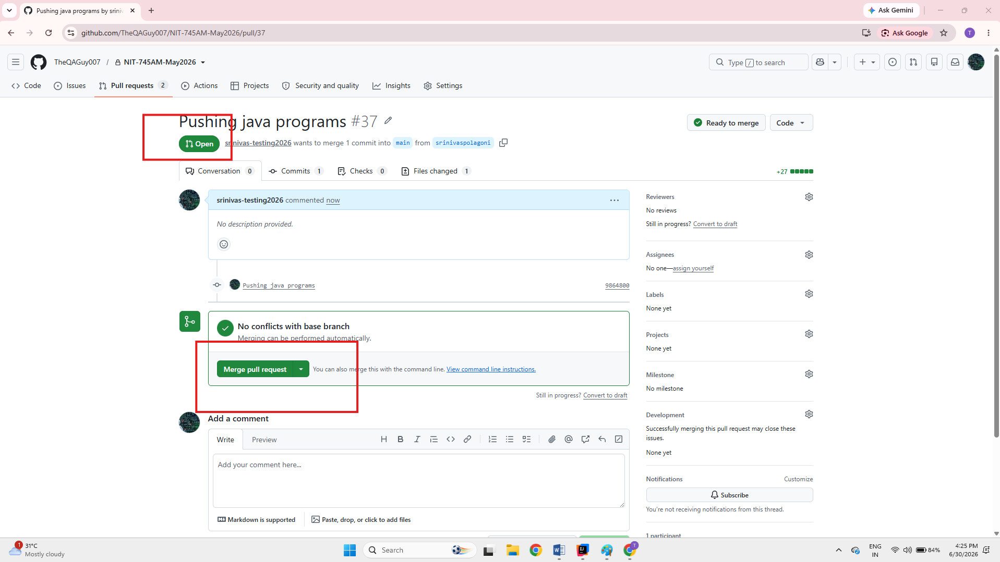 Pushing java programs by sriniv
Ask Gemini
github.com/TheQAGuy007/NIT-745AM-May2026/pull/37
Ask Google
T
TheQAGuy007 / NIT-745AM-May2026
Type / to search
Code
Issues
Pull requests 2
Actions
Projects
Security and quality
Insights
Settings
Pushing java programs #37
Ready to merge
Code
Open
srinivas-testing2026 wants to merge 1 commit into main from srinivaspolagoni
Conversation 0
Commits 1
Checks 0
Files changed 1
+27
srinivas-testing2026 commented now
No description provided.
Pushing java programs
9864800
No conflicts with base branch
Merging can be performed automatically.
Merge pull request
You can also merge this with the command line. View command line instructions.
Still in progress? Convert to draft
Add a comment
Write
Preview
Add your comment here...
Markdown is supported
Paste, drop, or click to add files
Reviewers
No reviews
Still in progress? Convert to draft
Assignees
No one—assign yourself
Labels
None yet
Projects
None yet
Milestone
No milestone
Development
Successfully merging this pull request may close these
issues.
None yet
Notifications
Customize
Subscribe
You're not receiving notifications from this thread.
1 participant
1
31°C
Mostly cloudy
Search
T
ENG
IN
84%
4:25 PM
6/30/2026